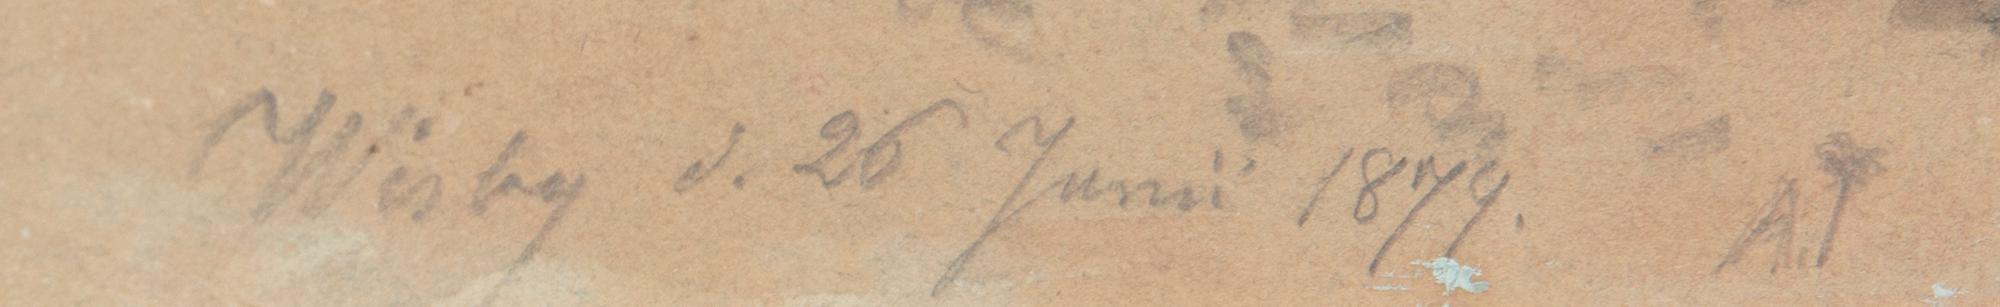 Wisby d. 26 Junii 1879. A.T